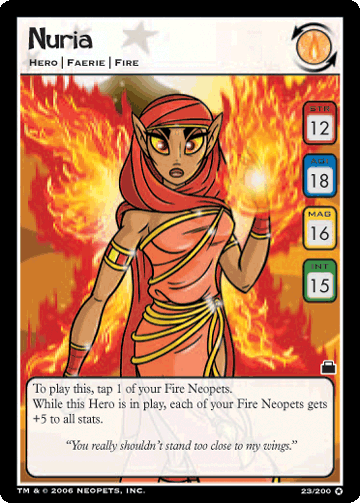 Nuria
HERO | FAERIE | FIRE
STR
12
AGL
18
MAG
16
INT
15
To play this, tap 1 of your Fire Neopets.
While this Hero is in play, each of your Fire Neopets gets
+5 to all stats.
"You really shouldn't stand too close to my wings."
TM & © 2006 NEOPETS, INC.
23/200